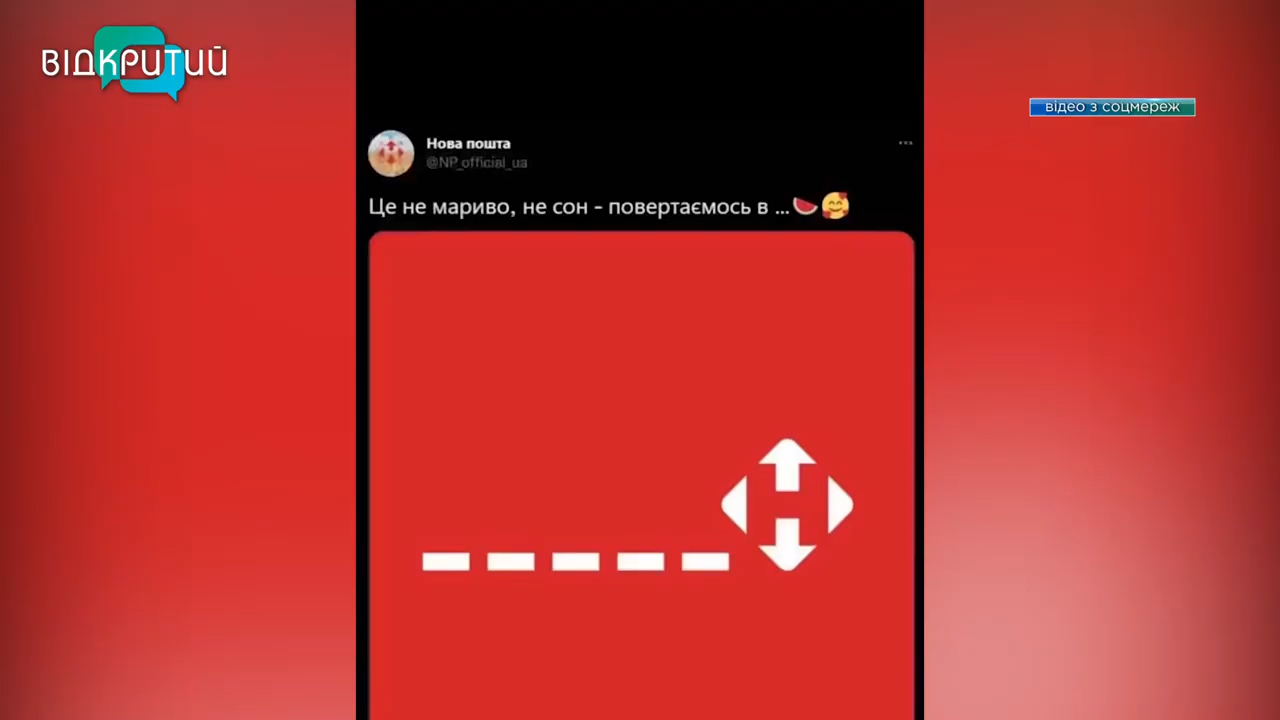 ВІДКРИТИЙ
відео з соцмереж
Нова пошта
@NP_official_ua
Це не мариво, не сон - повертаємось в ...🍉🥰
_ _ _ _ _ Н